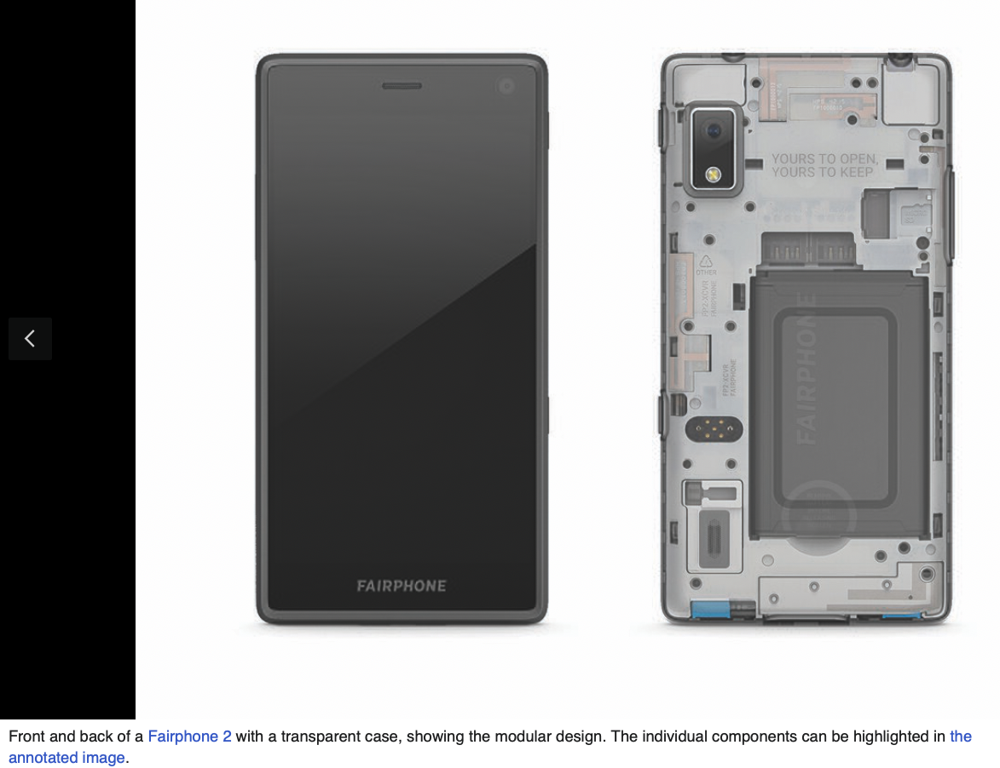 YOURS TO OPEN,
YOURS TO KEEP
OTHER
FP2-XCVR
FAIRPHONE
FAIRPHONE
FP2-XCVR
FAIRPHONE
FAIRPHONE
Front and back of a Fairphone 2 with a transparent case, showing the modular design. The individual components can be highlighted in the
annotated image.